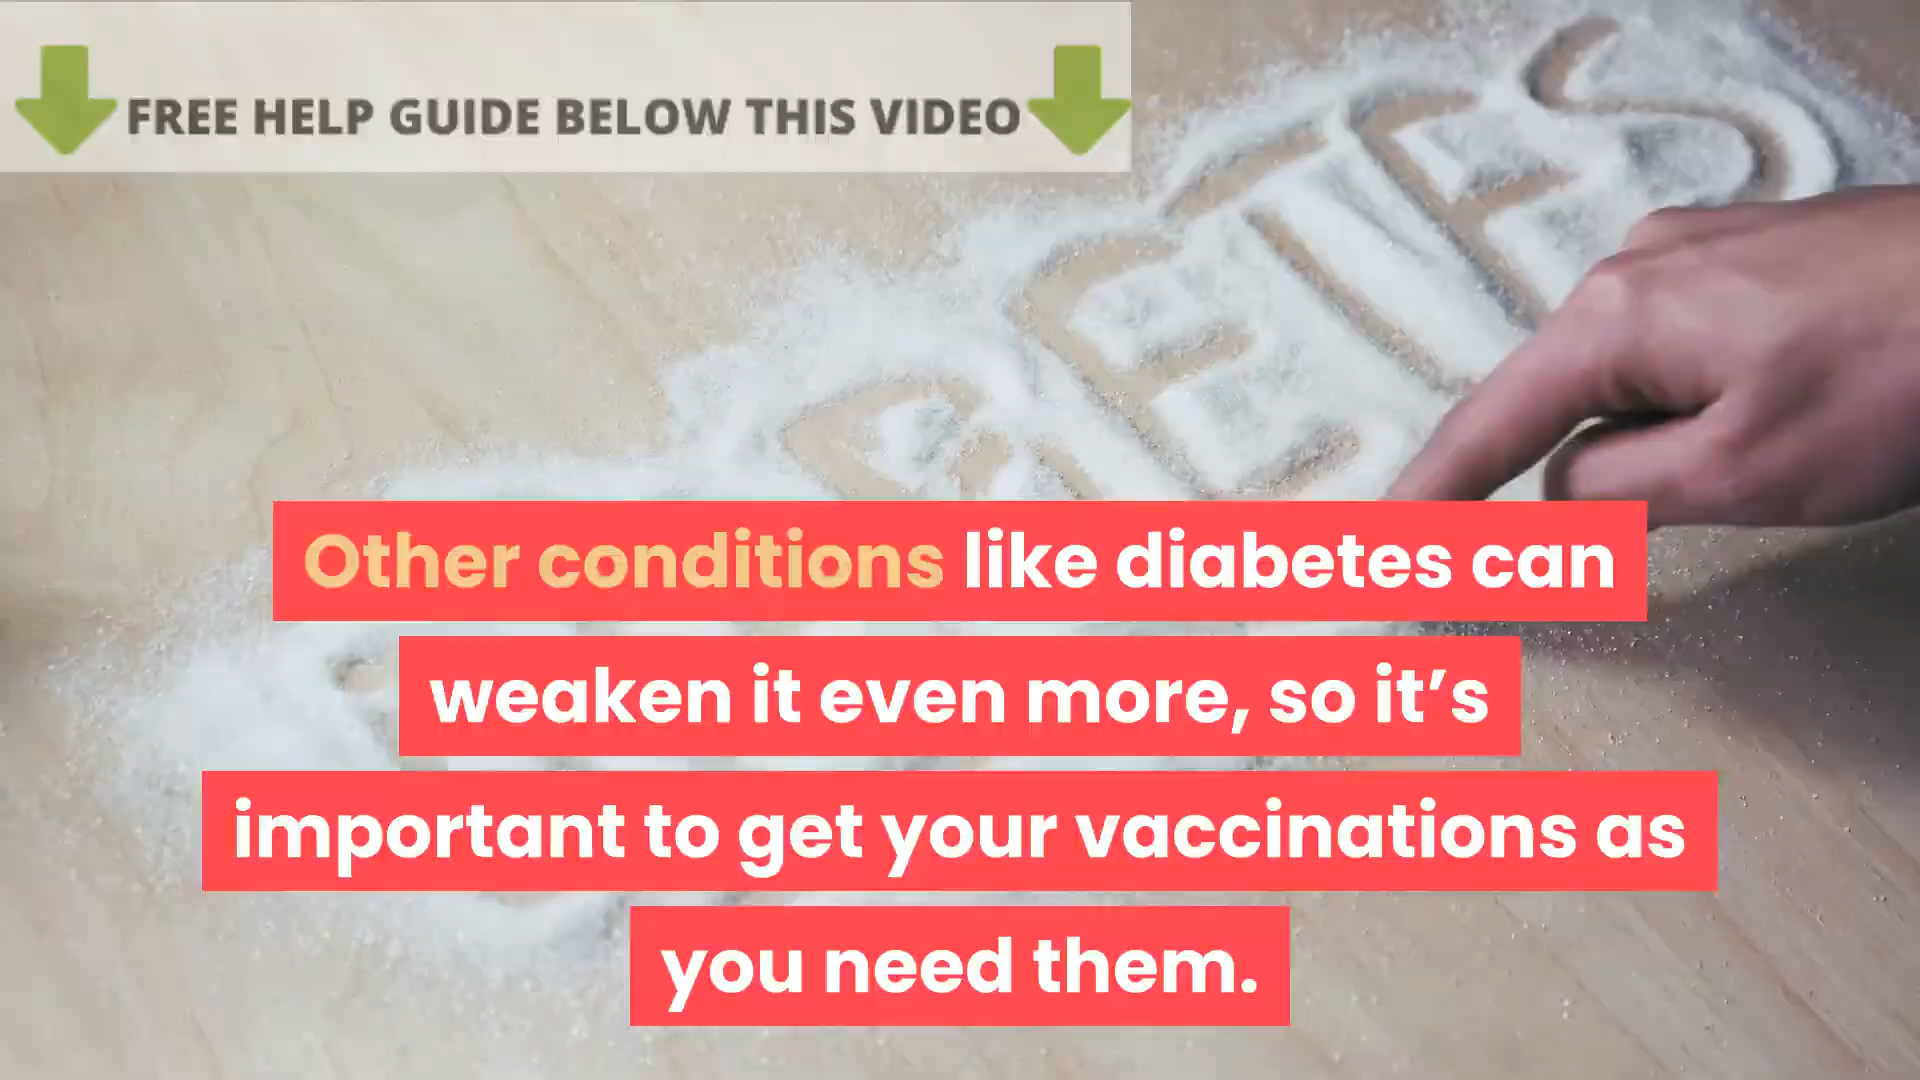 FREE HELP GUIDE BELOW THIS VIDEO
Other conditions like diabetes can
weaken it even more, so it’s
important to get your vaccinations as
you need them.